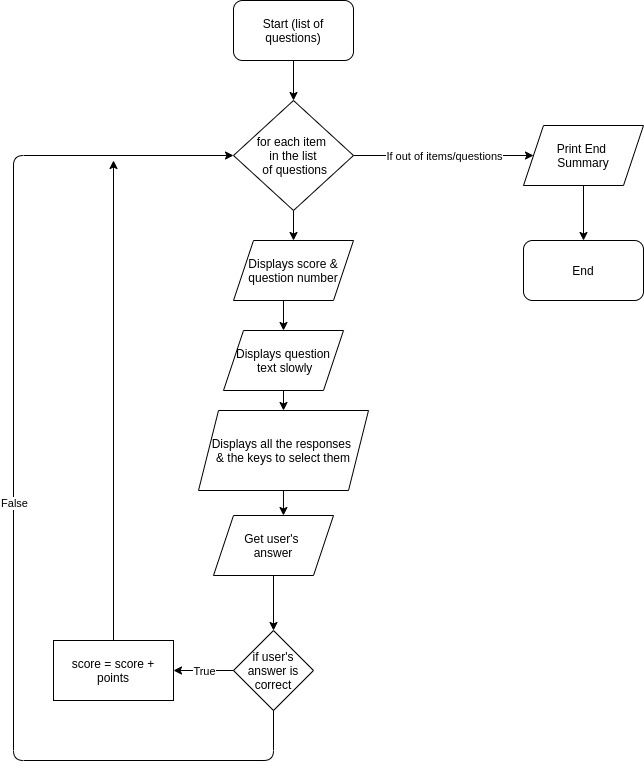 Start (list of
questions)
for each item
in the list
of questions
If out of items/questions
Print End
Summary
Displays score &
question number
End
Displays question
text slowly
Displays all the responses
& the keys to select them
False
Get user's
answer
if user's
answer is
correct
True
score = score +
points